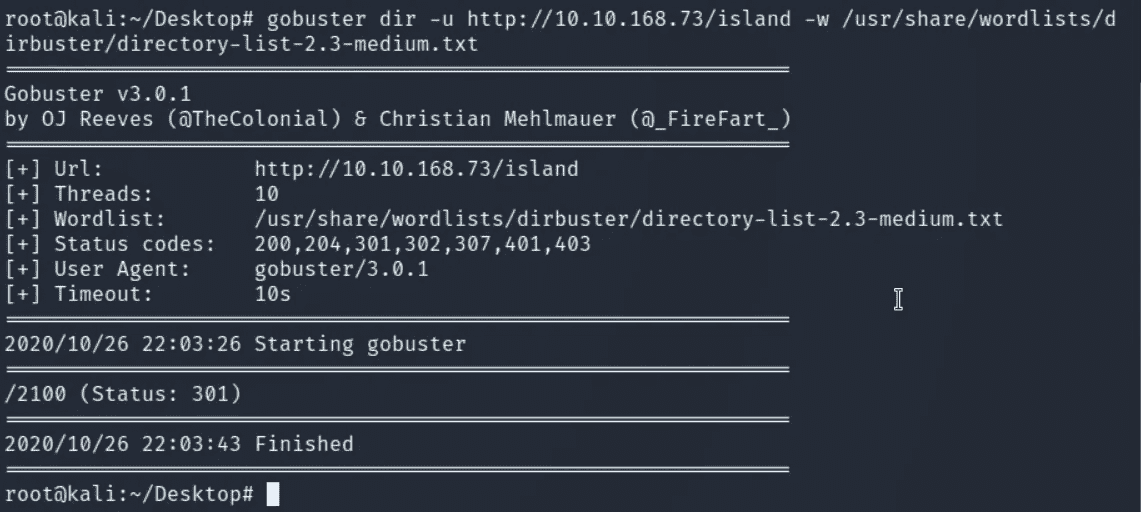 root@kali:~/Desktop# gobuster dir -u http://10.10.168.73/island -w /usr/share/wordlists/d
irbuster/directory-list-2.3-medium.txt
===============================================================
Gobuster v3.0.1
by OJ Reeves (@TheColonial) & Christian Mehlmauer (@_FireFart_)
===============================================================
[+] Url:            http://10.10.168.73/island
[+] Threads:        10
[+] Wordlist:       /usr/share/wordlists/dirbuster/directory-list-2.3-medium.txt
[+] Status codes:   200,204,301,302,307,401,403
[+] User Agent:     gobuster/3.0.1
[+] Timeout:        10s
===============================================================
2020/10/26 22:03:26 Starting gobuster
===============================================================
/2100 (Status: 301)
===============================================================
2020/10/26 22:03:43 Finished
===============================================================
root@kali:~/Desktop#